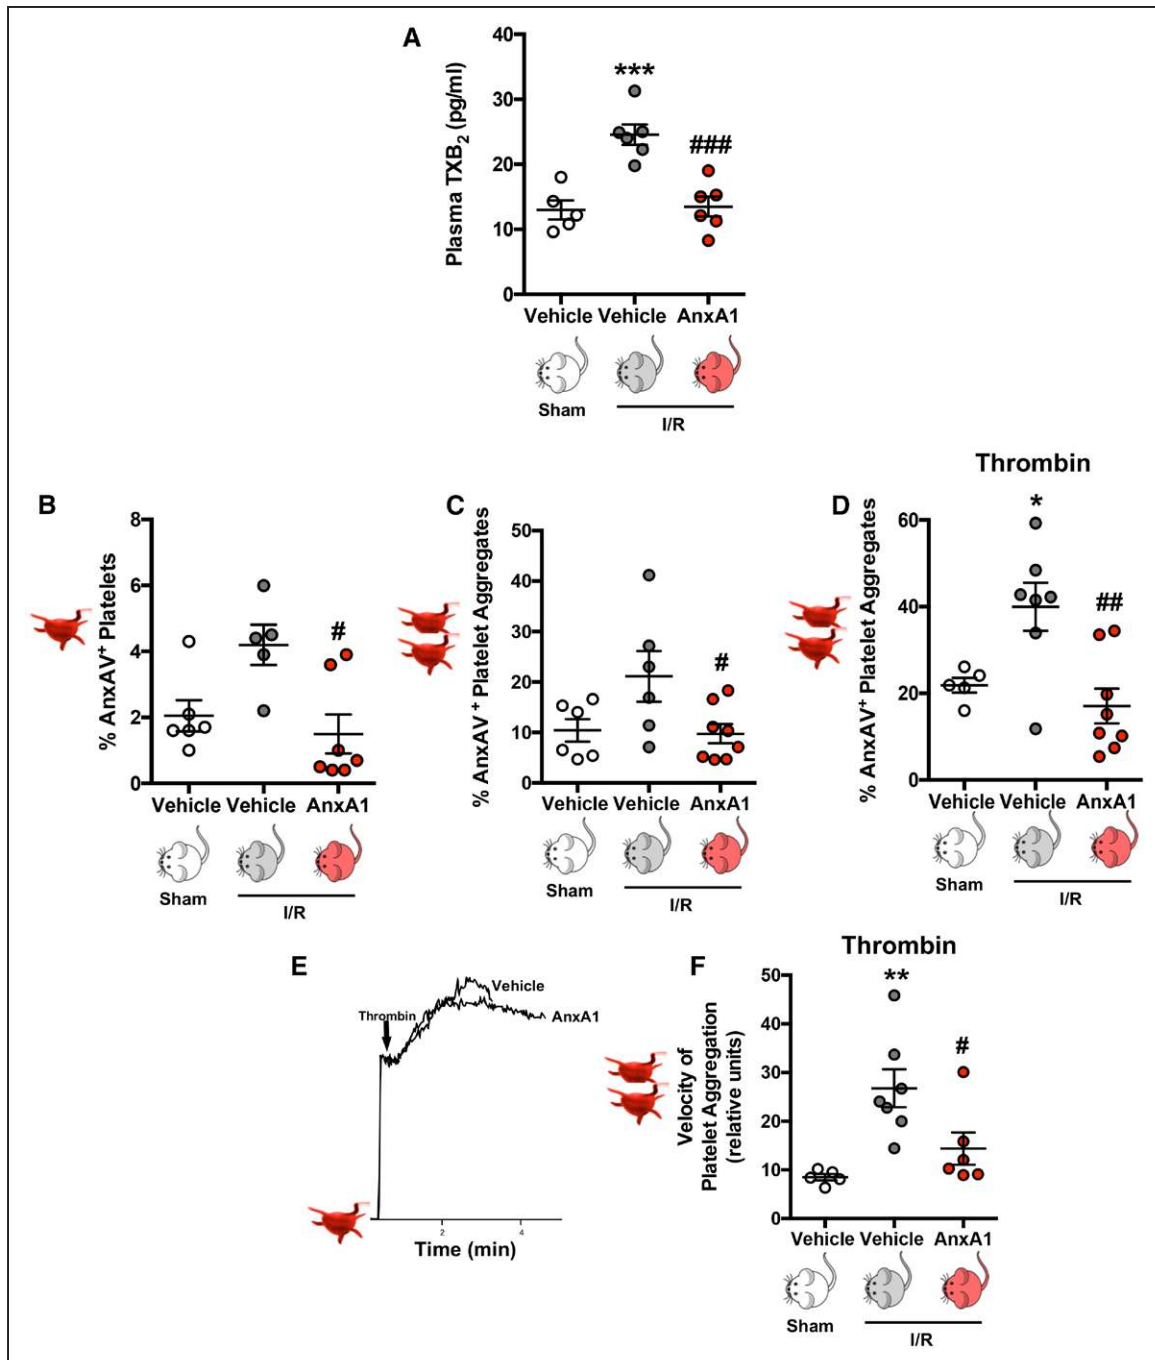 A
Plasma TXB2 (pg/ml)
40
30
20
10
0
***
###
Vehicle Vehicle AnxA1
Sham
I/R
B
% AnxAV+ Platelets
8
6
4
2
0
#
Vehicle Vehicle AnxA1
Sham
I/R
C
% AnxAV + Platelet Aggregates
50
40
30
20
10
0
#
Vehicle Vehicle AnxA1
Sham
I/R
Thrombin
D
% AnxAV+ Platelet Aggregates
60
40
20
0
*
##
Vehicle Vehicle AnxA1
Sham
I/R
E
Thrombin
Vehicle
AnxA1
2
4
Time (min)
Thrombin
F
Velocity of
Platelet Aggregation
(relative units)
50
40
30
20
10
0
**
#
Vehicle Vehicle AnxA1
Sham
I/R